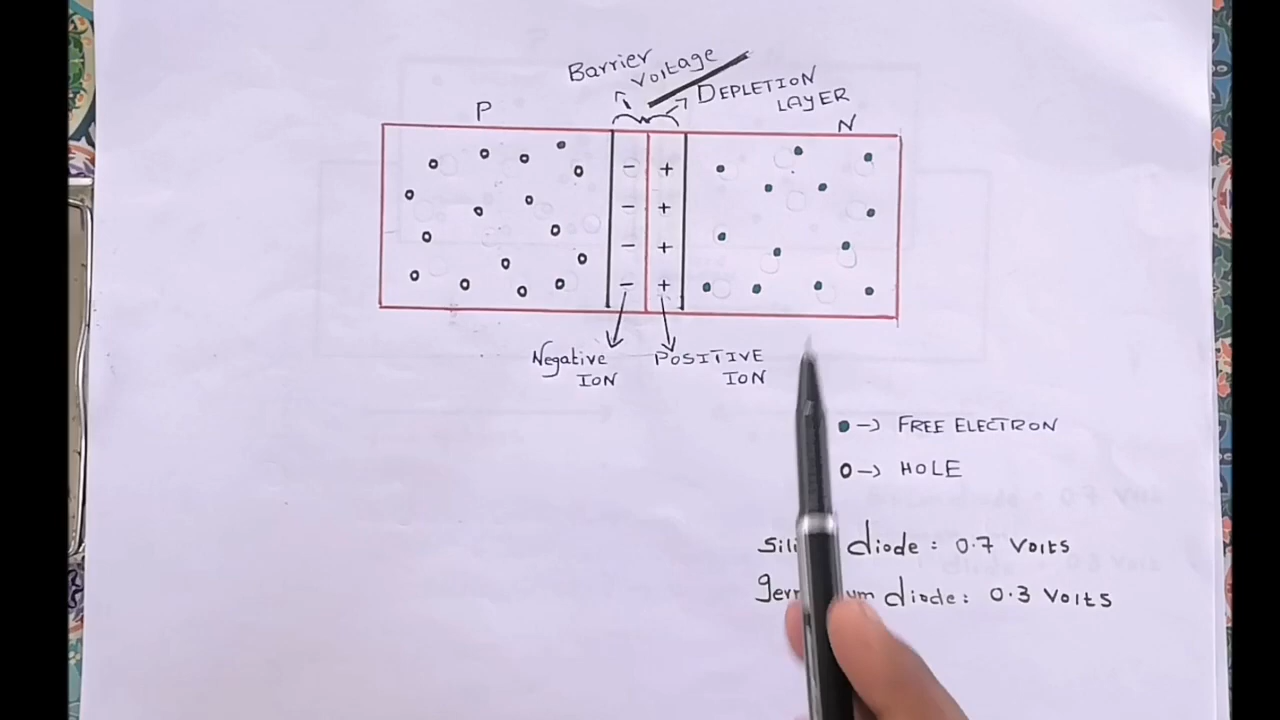 Barrier
Voltage
DEPLETION
LAYER
P
N
- +
- +
- +
- +
Negative
ION
POSITIVE
ION
FREE ELECTRON
HOLE
diode: 0.7 Volts
diode: 0.3 Volts